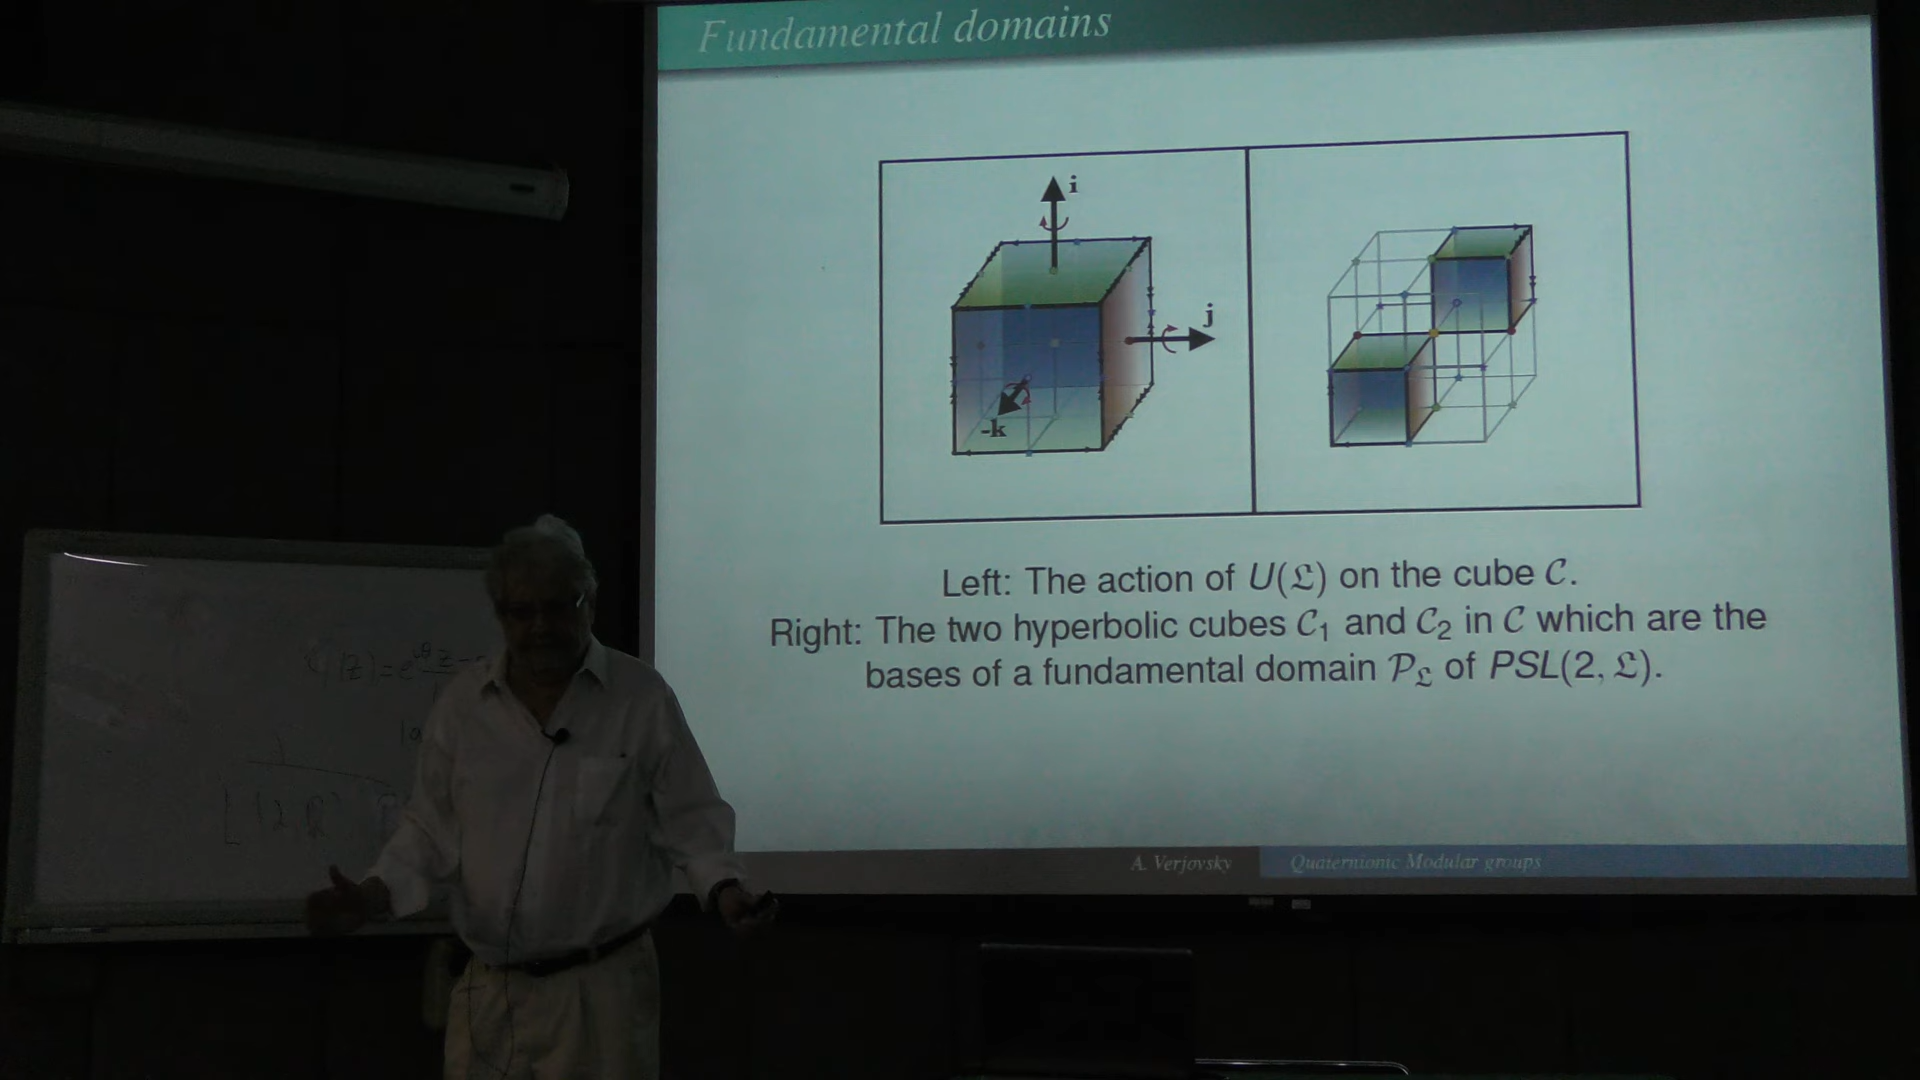 Fundamental domains
i
j
-k
Left: The action of U(𝔏) on the cube 𝒞.
Right: The two hyperbolic cubes 𝒞₁ and 𝒞₂ in 𝒞 which are the
bases of a fundamental domain 𝒫_𝔏 of PSL(2, 𝔏).
A. Verjovsky
Quaternionic Modular groups